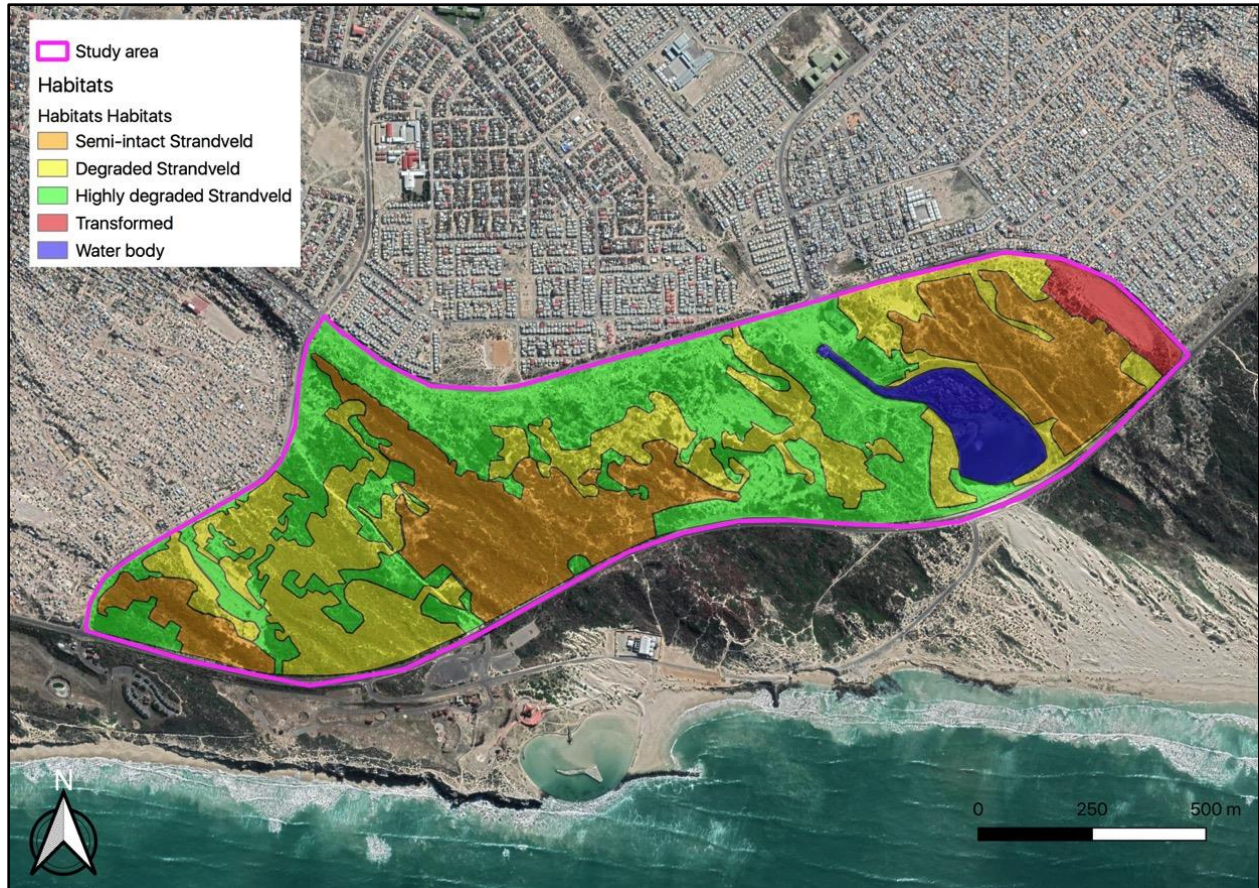 Study area
Habitats
Habitats Habitats
Semi-intact Strandveld
Degraded Strandveld
Highly degraded Strandveld
Transformed
Water body
N
0 250 500 m